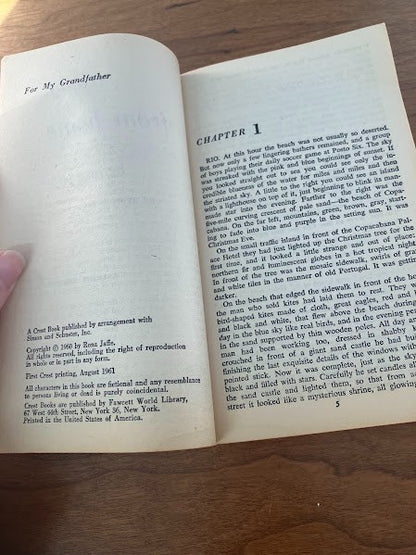 For My Grandfather
A Crest Book published by arrangement with
Simon and Schuster, Inc.
Copyright © 1960 by Rona Jaffe.
All rights reserved, including the right of reproduction
in whole or in part in any form.
First Crest printing, August 1961
All characters in this book are fictional and any resemblance
to persons living or dead is purely coincidental.
Crest Books are published by Fawcett World Library,
67 West 44th Street, New York 36, New York.
Printed in the United States of America.
CHAPTER 1
RIO. At this hour the beach was not usually so deserted.
But now only a few lingering bathers remained, and a group
of boys playing their daily soccer game at Posto Six. The sky
was streaked with the pink and blue beginnings of sunset. If
you looked straight out to sea you could see only the in-
credible blueness of the water for miles and miles and then
the striated sky. A little to the right you could see an island
with a lighthouse on top of it, just beginning to blink its man-
made star into the evening. Farther to the right was the
five-mile curving crescent of pale sand—the beach of Copa-
cabana. On the far left, mountains, green, brown, gray, start-
ing to fade into blue and purple in the setting sun. It was
Christmas Eve.
On the small traffic island in front of the Copacabana Pal-
ace Hotel they had just lighted up the Christmas tree for the
first time, and it looked a little strange and out of place,
northern fir and luminescent globes in a hot tropical night.
In front of the tree was the mosaic sidewalk, swirls of gray
and white tiles in the manner of old Portugal. It was getting
darker.
On the beach that edged the sidewalk in front of the
the men who sold kites had laid them to rest. They w
bird-shaped kites made of cloth, great eagles, red and
and black and white, that flew above the beach during
day in the blue sky like real birds, and in the evening per
in the sand supported by thin wooden poles. All day a
man had been working too, dressed in shabby
crouched in front of a giant sand castle he had bui
finishing the last exquisite details of the windows with
pointed stick. Now it was complete, just as the sky
black and filled with stars. Carefully he set candles all
the sand castle and lighted them, so that from ac
street it looked like a mysterious shrine, all glowing
5